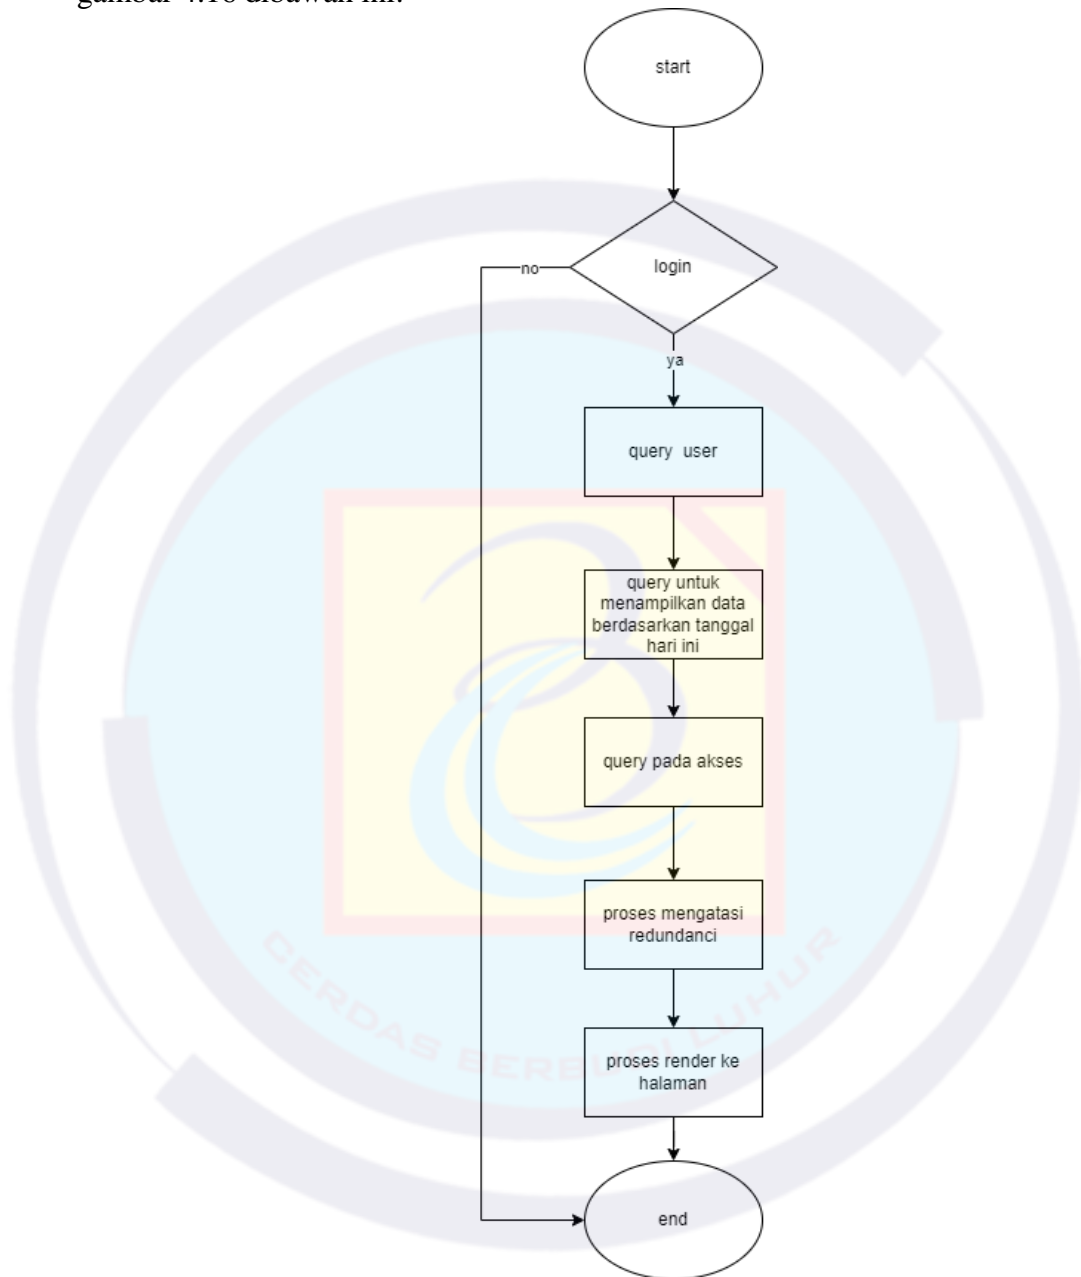 gambar 4.16 dibawah ini:
start
login
no
ya
query user
query untuk
menampilkan data
berdasarkan tanggal
hari ini
query pada akses
proses mengatasi
redundanci
proses render ke
halaman
end
CERDAS BERBUDI LUHUR